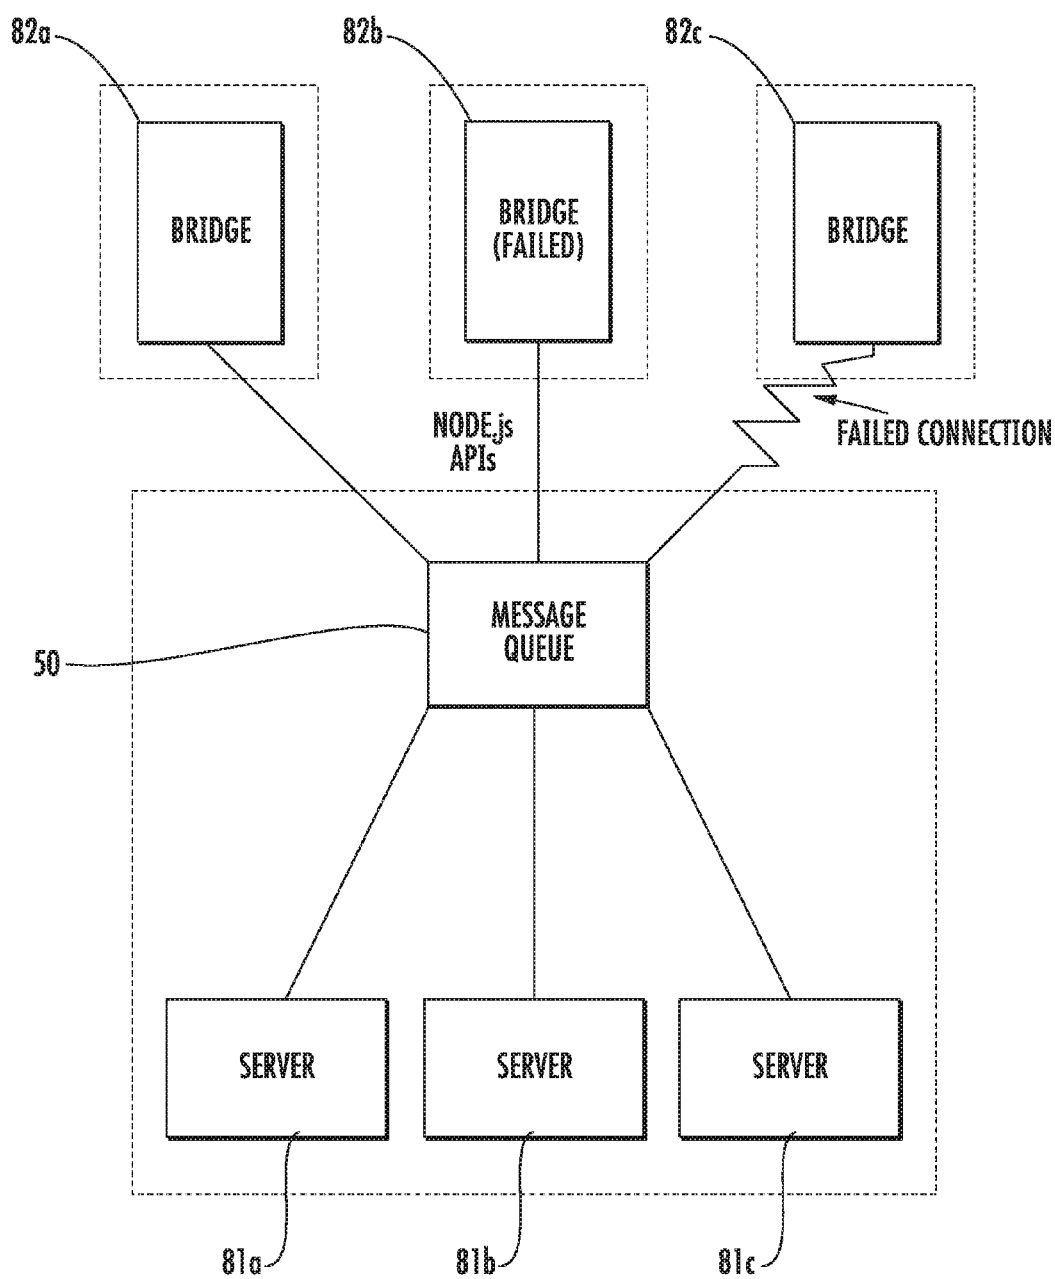 82a
82b
82c
BRIDGE
BRIDGE
(FAILED)
BRIDGE
NODE.js
APIs
FAILED CONNECTION
MESSAGE
QUEUE
50
SERVER
SERVER
SERVER
81a
81b
81c